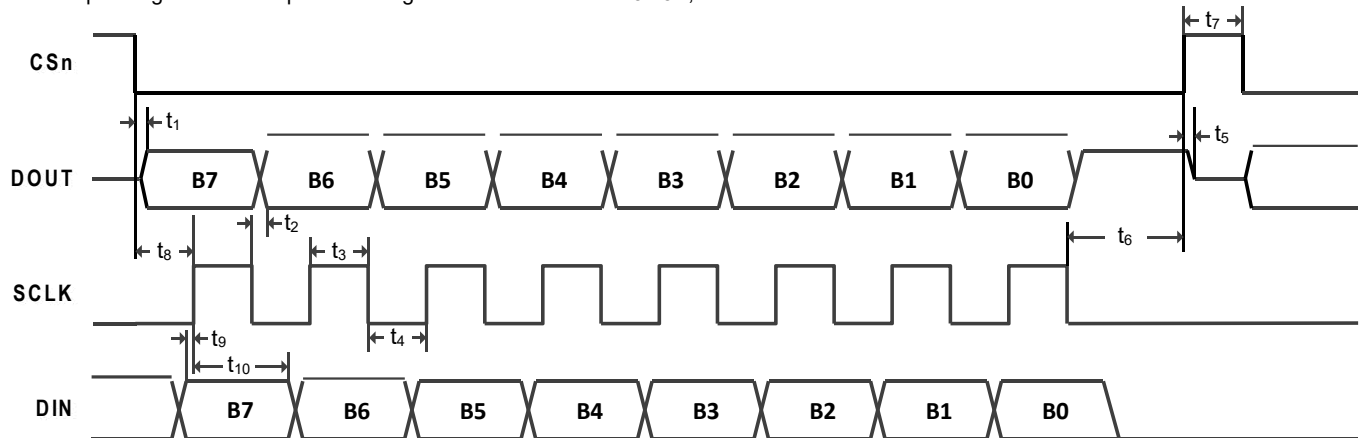 CSn
t7
t1
t5
DOUT B7 B6 B5 B4 B3 B2 B1 B0
t2
t8 t3 t6
SCLK
t9 t4
t10
DIN B7 B6 B5 B4 B3 B2 B1 B0